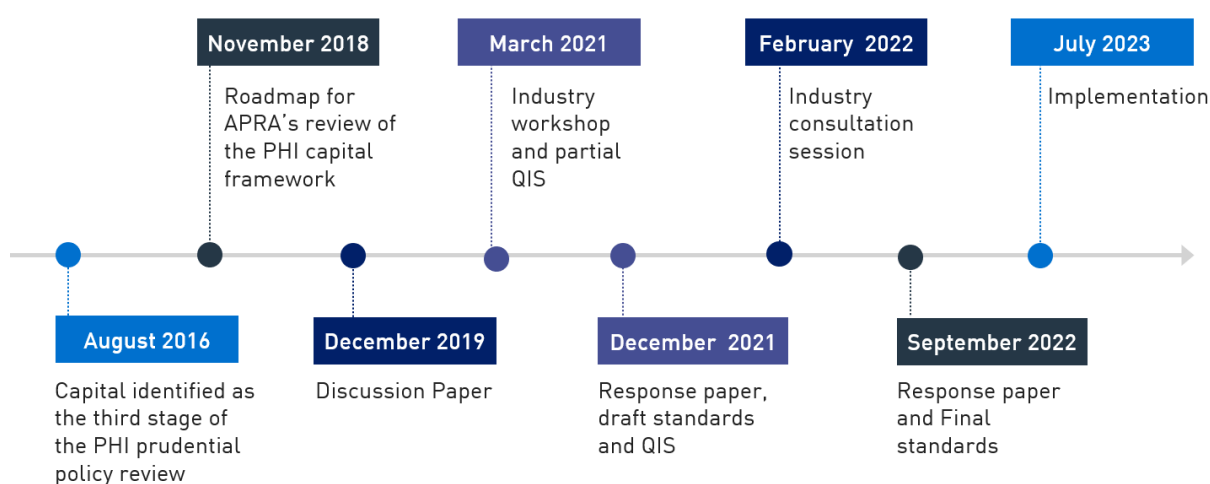 November 2018
Roadmap for
APRA's review of
the PHI capital
framework
March 2021
Industry
workshop
and partial
QIS
February 2022
Industry
consultation
session
July 2023
Implementation
August 2016
Capital identified as
the third stage of
the PHI prudential
policy review
December 2019
Discussion Paper
December 2021
Response paper,
draft standards
and QIS
September 2022
Response paper
and Final
standards